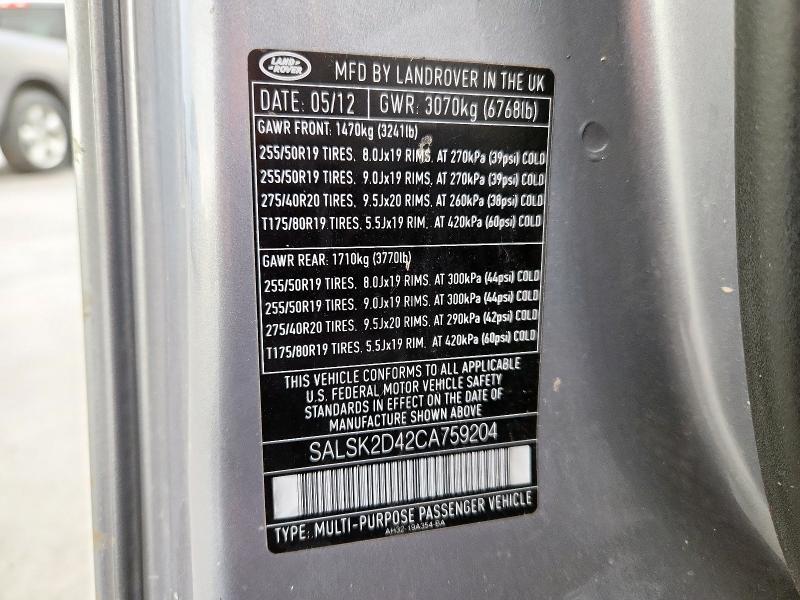 LAND ROVER
MFD BY LANDROVER IN THE UK
DATE: 05/12 GWR: 3070kg (6768lb)
GAWR FRONT: 1470kg (3241lb)
255/50R19 TIRES, 8.0Jx19 RIMS, AT 270kPa (39psi) COLD
255/50R19 TIRES, 9.0Jx19 RIMS, AT 270kPa (39psi) COLD
275/40R20 TIRES, 9.5Jx20 RIMS, AT 260kPa (38psi) COLD
T175/80R19 TIRES, 5.5Jx19 RIM, AT 420kPa (60psi) COLD
GAWR REAR: 1710kg (3770lb)
255/50R19 TIRES, 8.0Jx19 RIMS, AT 300kPa (44psi) COLD
255/50R19 TIRES, 9.0Jx19 RIMS, AT 300kPa (44psi) COLD
275/40R20 TIRES, 9.5Jx20 RIMS, AT 290kPa (42psi) COLD
T175/80R19 TIRES, 5.5Jx19 RIM, AT 420kPa (60psi) COLD
THIS VEHICLE CONFORMS TO ALL APPLICABLE
U.S. FEDERAL MOTOR VEHICLE SAFETY
STANDARDS IN EFFECT ON THE DATE OF
MANUFACTURE SHOWN ABOVE
SALSK2D42CA759204
TYPE: MULTI-PURPOSE PASSENGER VEHICLE
AH32-19A354-BA